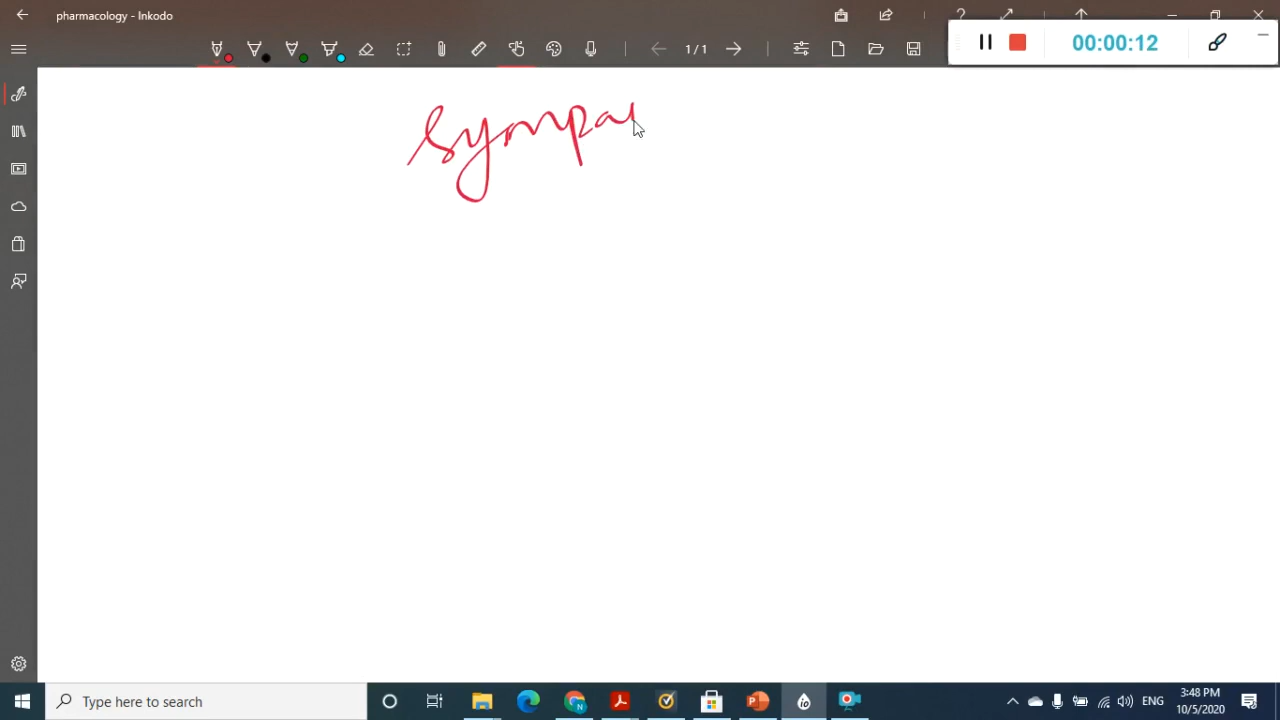 pharmacology - Inkodo
1 / 1
00:00:12
Sympa
Type here to search
ENG
3:48 PM
10/5/2020